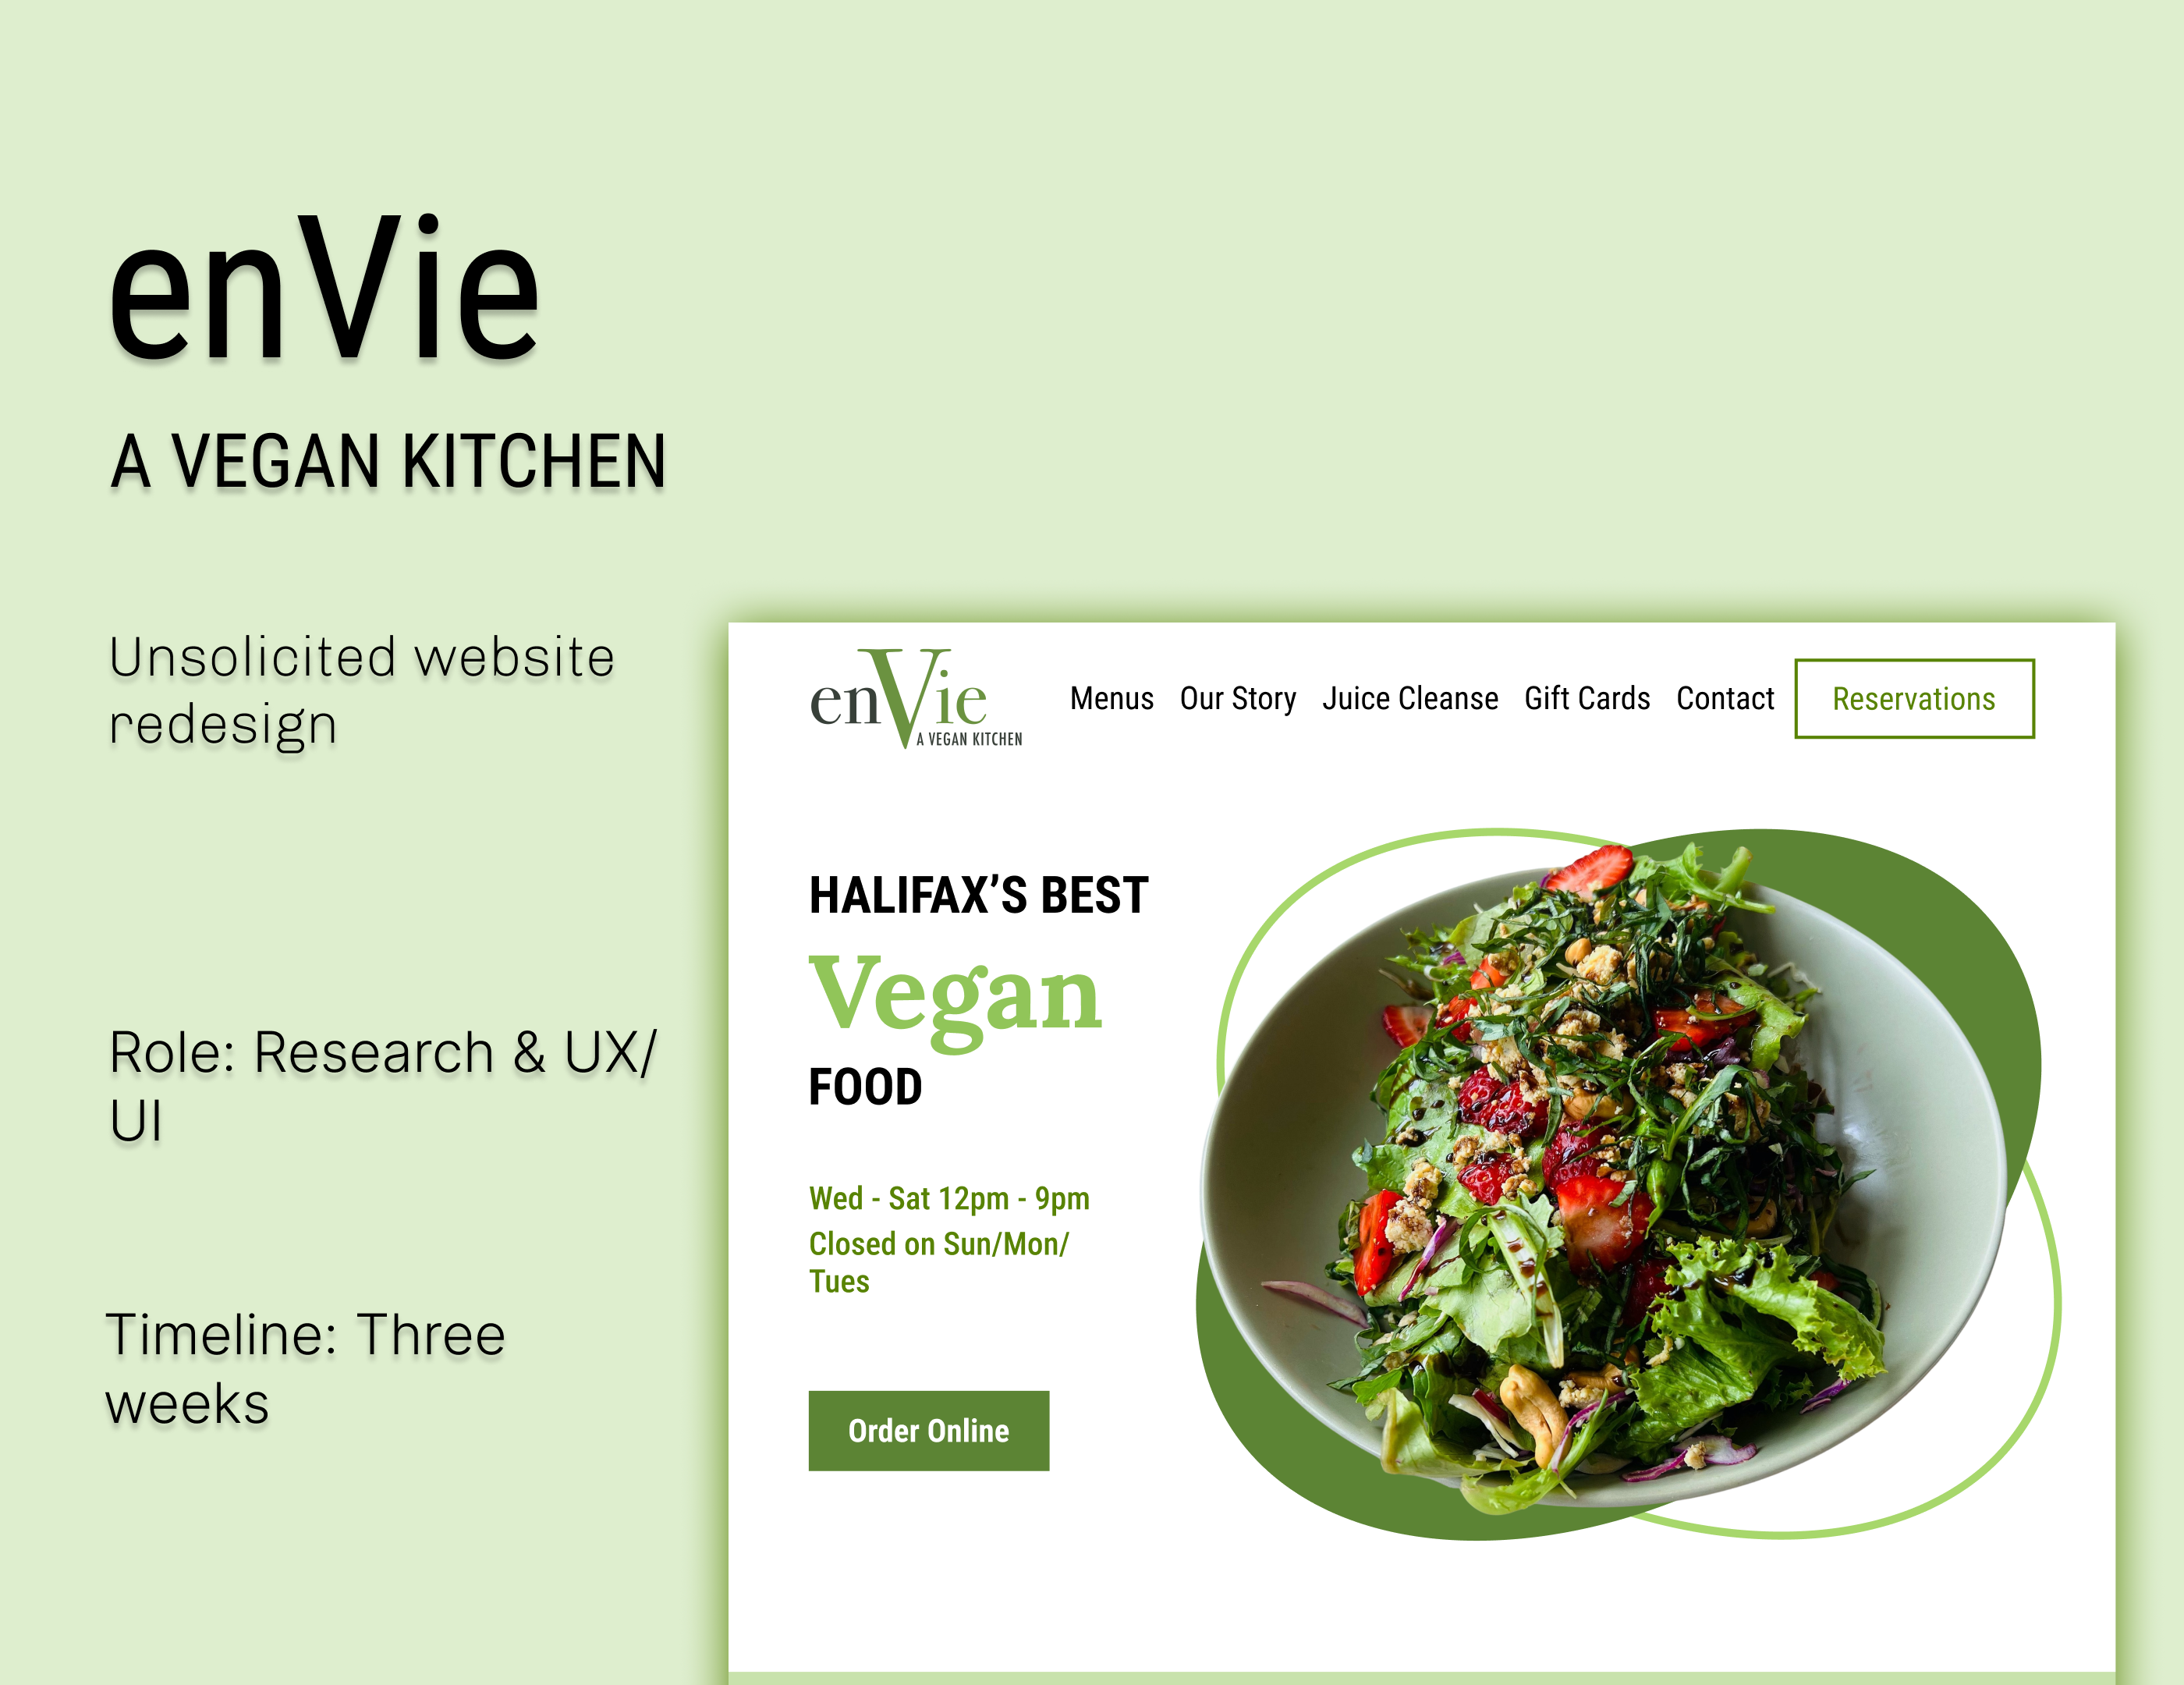 enVie
A VEGAN KITCHEN
Unsolicited website
redesign
Role: Research & UX/
UI
Timeline: Three
weeks
enVie
A VEGAN KITCHEN
Menus Our Story Juice Cleanse Gift Cards Contact Reservations
HALIFAX’S BEST
Vegan
FOOD
Wed - Sat 12pm - 9pm
Closed on Sun/Mon/
Tues
Order Online